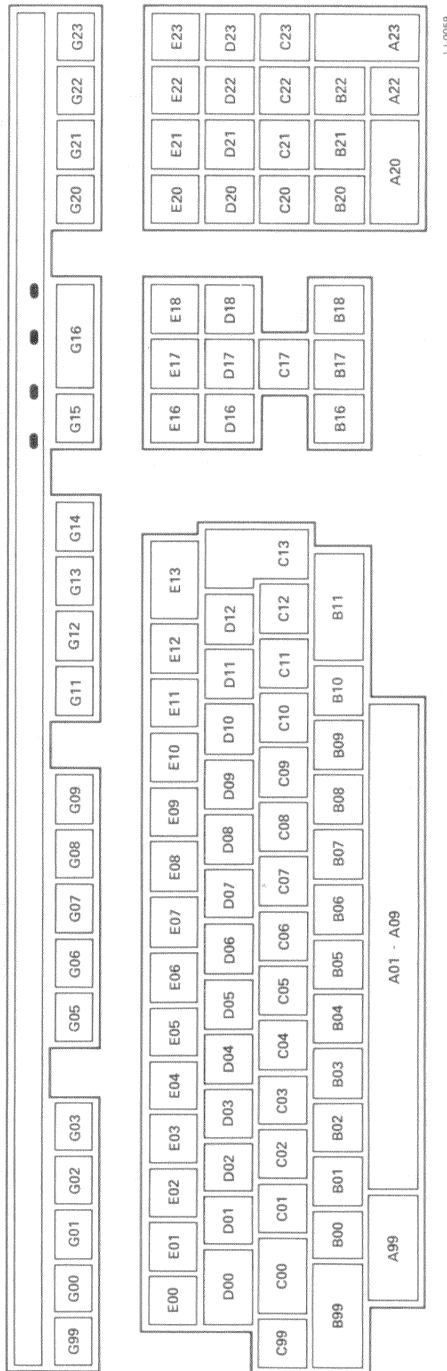 G99 G00 G01 G02 G03 G05 G06 G07 G08 G09 G11 G12 G13 G14 G15 G16 G20 G21 G22 G23
E00 E01 E02 E03 E04 E05 E06 E07 E08 E09 E10 E11 E12 E13 E16 E17 E18 E20 E21 E22 E23
D00 D01 D02 D03 D04 D05 D06 D07 D08 D09 D10 D11 D12 D16 D17 D18 D20 D21 D22 D23
C99 C00 C01 C02 C03 C04 C05 C06 C07 C08 C09 C10 C11 C12 C13 C17 C20 C21 C22 C23
B99 B00 B01 B02 B03 B04 B05 B06 B07 B08 B09 B10 B11 B16 B17 B18 B20 B21 B22
A99 A01 - A09 A20 A22 A23